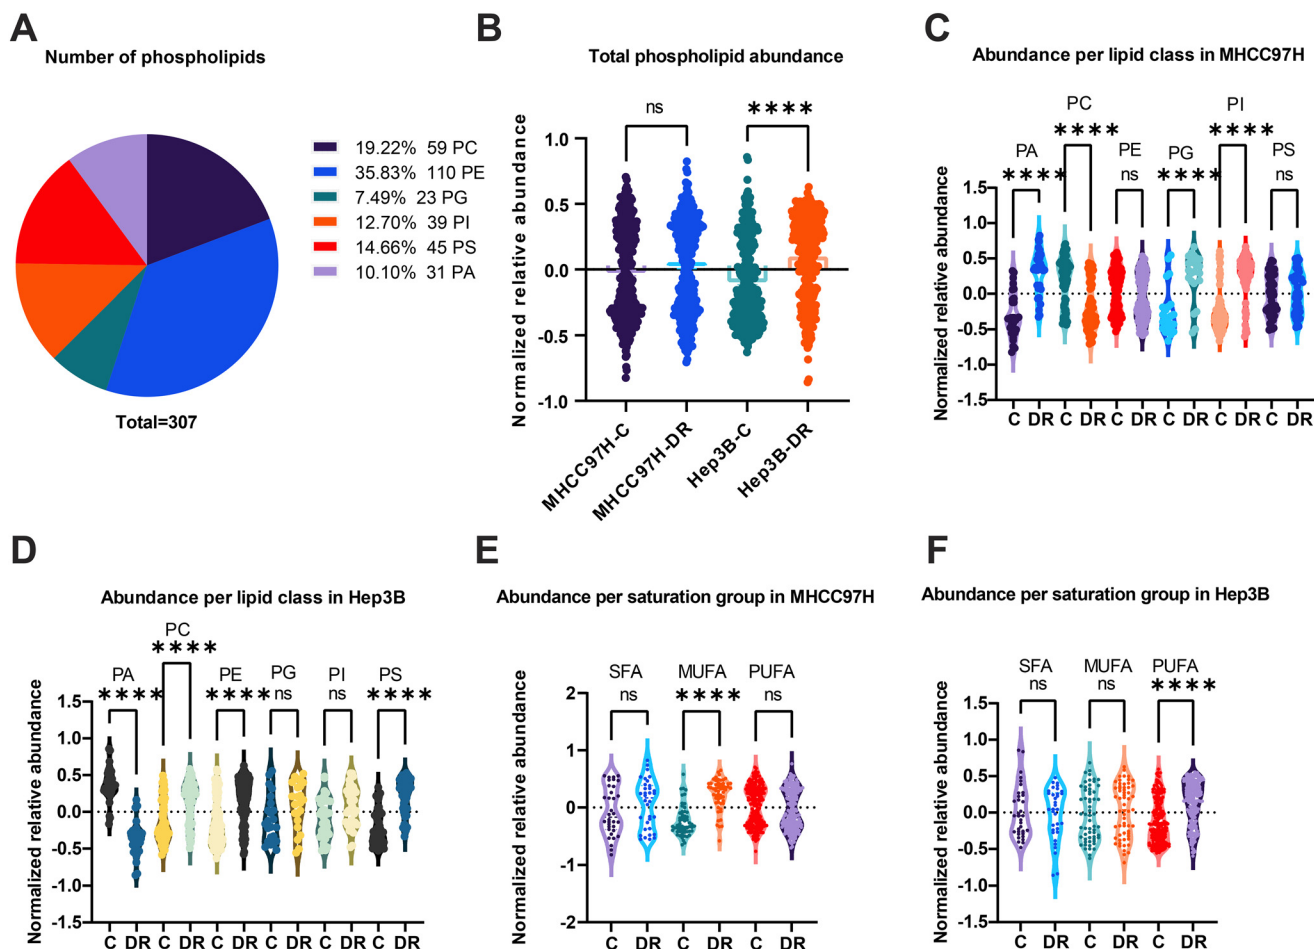 A
Number of phospholipids
19.22% 59 PC
35.83% 110 PE
7.49% 23 PG
12.70% 39 PI
14.66% 45 PS
10.10% 31 PA
Total=307
B
Total phospholipid abundance
ns
****
Normalized relative abundance
1.0
0.5
0.0
-0.5
-1.0
MHCC97H-C
MHCC97H-DR
Hep3B-C
Hep3B-DR
C
Abundance per lipid class in MHCC97H
PC
PI
****
****
PA
PE
PG
PS
****
ns
****
ns
Normalized relative abundance
1.5
1.0
0.5
0.0
-0.5
-1.0
-1.5
C DR C DR C DR C DR C DR C DR
D
Abundance per lipid class in Hep3B
PC
****
PA
PE
PG
PI
PS
****
****
ns
ns
****
Normalized relative abundance
1.5
1.0
0.5
0.0
-0.5
-1.0
-1.5
C DR C DR C DR C DR C DR C DR
E
Abundance per saturation group in MHCC97H
SFA
MUFA
PUFA
ns
****
ns
Normalized relative abundance
2
1
0
-1
-2
C DR C DR C DR
F
Abundance per saturation group in Hep3B
SFA
MUFA
PUFA
ns
ns
****
Normalized relative abundance
1.5
1.0
0.5
0.0
-0.5
-1.0
-1.5
C DR C DR C DR